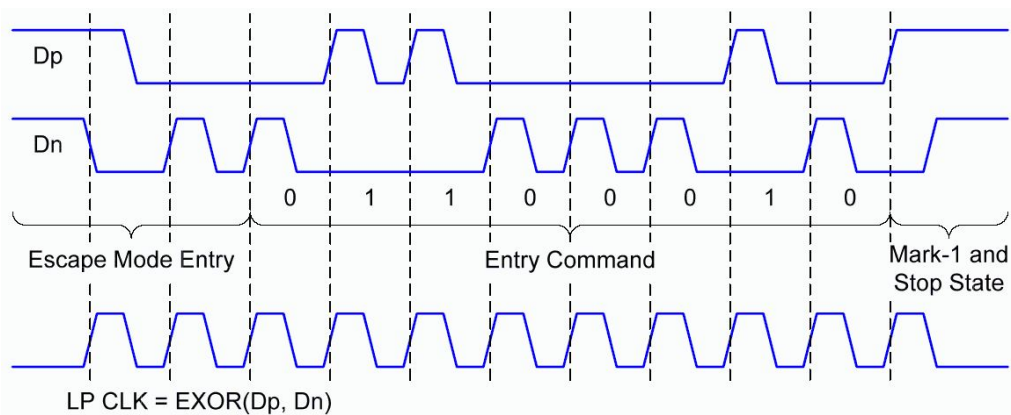 Dp
Dn
0 1 1 0 0 0 1 0
Escape Mode Entry
Entry Command
Mark-1 and
Stop State
LP CLK = EXOR(Dp, Dn)